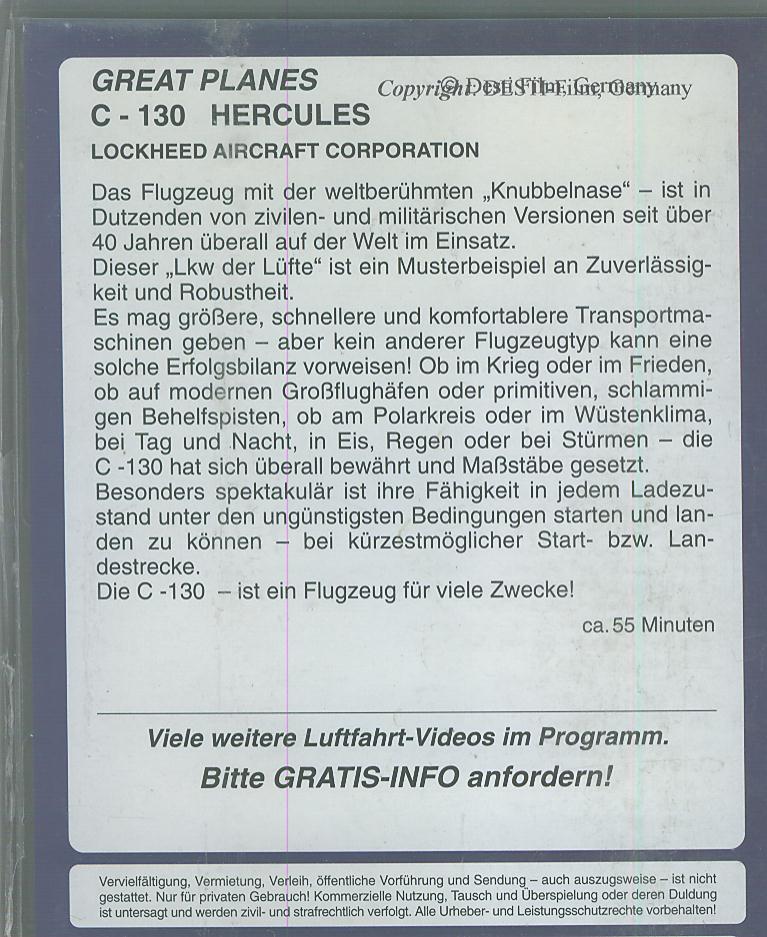 GREAT PLANES
Copyright: DESTI-Film, Germany
© Desti-Film, Germany
C - 130 HERCULES
LOCKHEED AIRCRAFT CORPORATION
Das Flugzeug mit der weltberühmten „Knubbelnase“ – ist in
Dutzenden von zivilen- und militärischen Versionen seit über
40 Jahren überall auf der Welt im Einsatz.
Dieser „Lkw der Lüfte“ ist ein Musterbeispiel an Zuverlässig-
keit und Robustheit.
Es mag größere, schnellere und komfortablere Transportma-
schinen geben – aber kein anderer Flugzeugtyp kann eine
solche Erfolgsbilanz vorweisen! Ob im Krieg oder im Frieden,
ob auf modernen Großflughäfen oder primitiven, schlammi-
gen Behelfspisten, ob am Polarkreis oder im Wüstenklima,
bei Tag und Nacht, in Eis, Regen oder bei Stürmen – die
C -130 hat sich überall bewährt und Maßstäbe gesetzt.
Besonders spektakulär ist ihre Fähigkeit in jedem Ladezu-
stand unter den ungünstigsten Bedingungen starten und lan-
den zu können – bei kürzestmöglicher Start- bzw. Lan-
destrecke.
Die C -130 – ist ein Flugzeug für viele Zwecke!
ca. 55 Minuten
Viele weitere Luftfahrt-Videos im Programm.
Bitte GRATIS-INFO anfordern!
Vervielfältigung, Vermietung, Verleih, öffentliche Vorführung und Sendung – auch auszugsweise – ist nicht
gestattet. Nur für privaten Gebrauch! Kommerzielle Nutzung, Tausch und Überspielung oder deren Duldung
ist untersagt und werden zivil- und strafrechtlich verfolgt. Alle Urheber- und Leistungsschutzrechte vorbehalten!